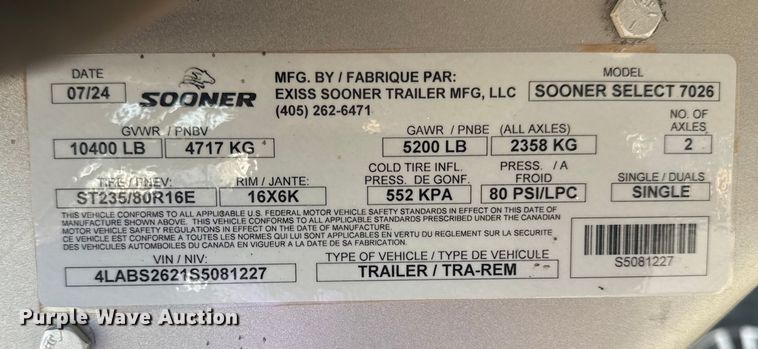 DATE
07/24
SOONER
MFG. BY / FABRIQUE PAR:
EXISS SOONER TRAILER MFG, LLC
(405) 262-6471
MODEL
SOONER SELECT 7026
GVWR / PNBV
10400 LB 4717 KG
GAWR / PNBE (ALL AXLES)
5200 LB 2358 KG
NO. OF
AXLES
2
TIRE / PNEV:
ST235/80R16E
RIM / JANTE:
16X6K
COLD TIRE INFL.
PRESS. DE GONF.
552 KPA
PRESS. / A
FROID
80 PSI/LPC
SINGLE / DUALS
SINGLE
THIS VEHICLE CONFORMS TO ALL APPLICABLE U.S. FEDERAL MOTOR VEHICLE SAFETY STANDARDS IN EFFECT ON THIS DATE OF
MANUFACTURE SHOWN ABOVE. THIS VEHICLE CONFORMS TO ALL APPLICABLE STANDARDS PRESCRIBED UNDER THE CANADIAN
MOTOR VEHICLE SAFETY REGULATIONS IN EFFECT ON THE DATE OF MANUFACTURE.
CE VEHICULE EST CONFORME A TOUTES LES NORMES QUI LUI SONT APPLICABLES EN VERTU DU REGLEMENT SUR LA SECURITE
DES VEHICULES AUTOMOBILES DU CANADA EN VIGUEUR A LA DATE DE SA FABRICATION.
VIN / NIV:
4LABS2621S5081227
TYPE OF VEHICLE / TYPE DE VEHICULE
TRAILER / TRA-REM
S5081227
Purple Wave Auction